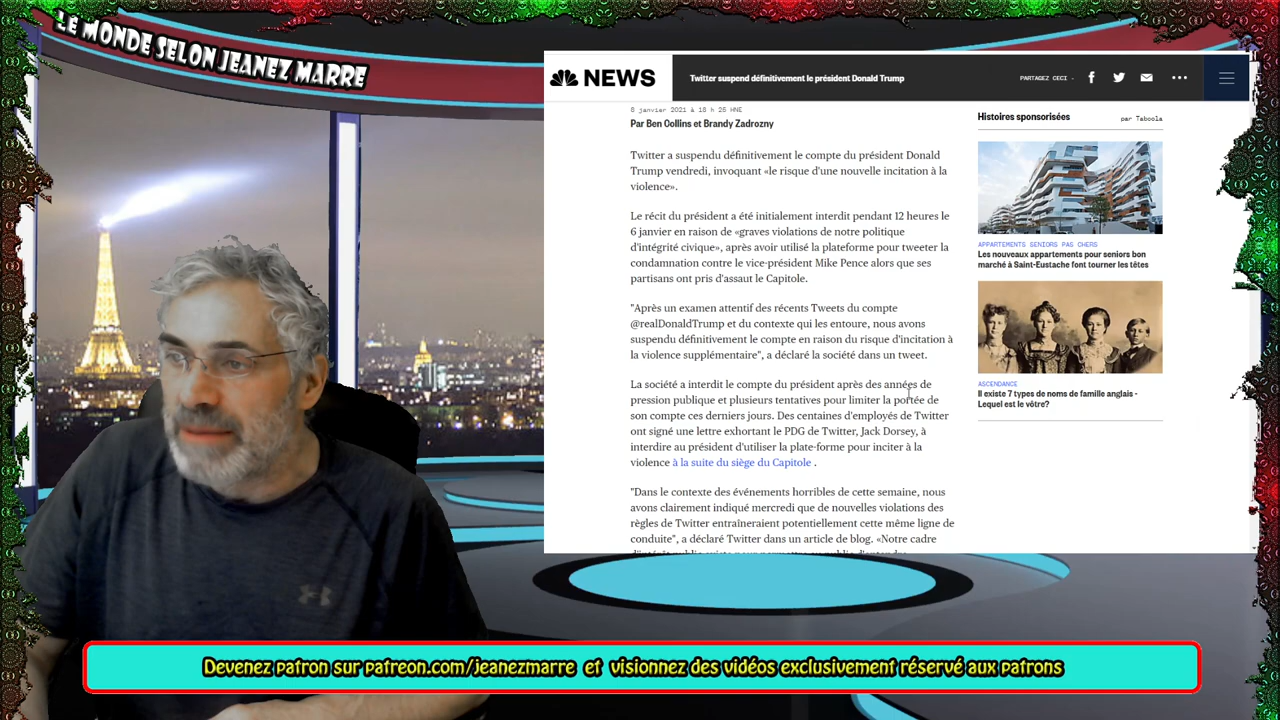 LE MONDE SELON JEANEZ MARRE
NEWS
Twitter suspend définitivement le président Donald Trump
PARTAGEZ CECI -
8 janvier 2021 à 18 h 25 HNE
Par Ben Collins et Brandy Zadrozny
Twitter a suspendu définitivement le compte du président Donald
Trump vendredi, invoquant «le risque d'une nouvelle incitation à la
violence».
Le récit du président a été initialement interdit pendant 12 heures le
6 janvier en raison de «graves violations de notre politique
d'intégrité civique», après avoir utilisé la plateforme pour tweeter la
condamnation contre le vice-président Mike Pence alors que ses
partisans ont pris d'assaut le Capitole.
"Après un examen attentif des récents Tweets du compte
@realDonaldTrump et du contexte qui les entoure, nous avons
suspendu définitivement le compte en raison du risque d'incitation à
la violence supplémentaire", a déclaré la société dans un tweet.
La société a interdit le compte du président après des années de
pression publique et plusieurs tentatives pour limiter la portée de
son compte ces derniers jours. Des centaines d'employés de Twitter
ont signé une lettre exhortant le PDG de Twitter, Jack Dorsey, à
interdire au président d'utiliser la plate-forme pour inciter à la
violence à la suite du siège du Capitole .
"Dans le contexte des événements horribles de cette semaine, nous
avons clairement indiqué mercredi que de nouvelles violations des
règles de Twitter entraîneraient potentiellement cette même ligne de
conduite", a déclaré Twitter dans un article de blog. «Notre cadre
Histoires sponsorisées
par Taboola
APPARTEMENTS SENIORS PAS CHERS
Les nouveaux appartements pour seniors bon
marché à Saint-Eustache font tourner les têtes
ASCENDANCE
Il existe 7 types de noms de famille anglais -
Lequel est le vôtre?
Devenez patron sur patreon.com/jeanezmarre et visionnez des vidéos exclusivement réservé aux patrons